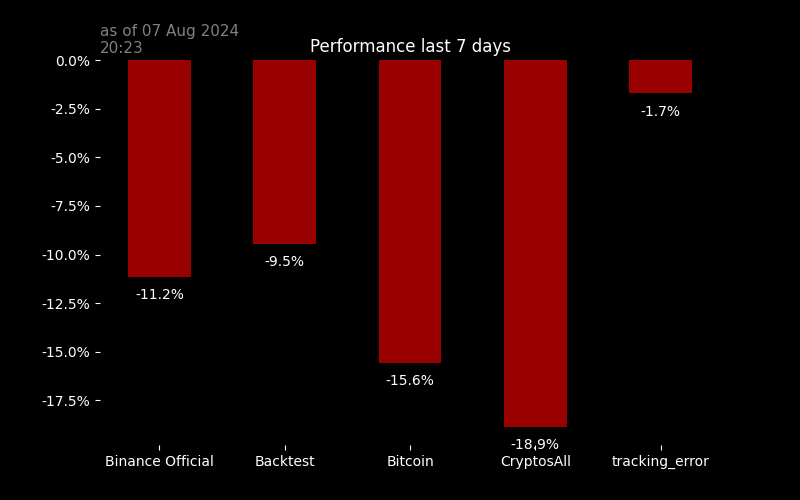 as of 07 Aug 2024
20:23
Performance last 7 days
0.0%
-2.5%
-5.0%
-7.5%
-10.0%
-12.5%
-15.0%
-17.5%
-11.2%
-9.5%
-15.6%
-18.9%
-1.7%
Binance Official
Backtest
Bitcoin
CryptosAll
tracking_error